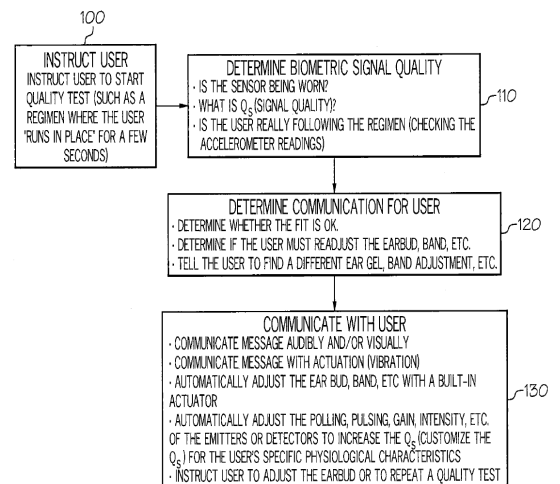 100
INSTRUCT USER
INSTRUCT USER TO START
QUALITY TEST (SUCH AS A
REGIMEN WHERE THE USER
"RUNS IN PLACE" FOR A FEW
SECONDS)
DETERMINE BIOMETRIC SIGNAL QUALITY
· IS THE SENSOR BEING WORN?
· WHAT IS QS (SIGNAL QUALITY)?
· IS THE USER REALLY FOLLOWING THE REGIMEN (CHECKING THE
ACCELEROMETER READINGS)
110
DETERMINE COMMUNICATION FOR USER
· DETERMINE WHETHER THE FIT IS OK.
· DETERMINE IF THE USER MUST READJUST THE EARBUD, BAND, ETC.
· TELL THE USER TO FIND A DIFFERENT EAR GEL, BAND ADJUSTMENT, ETC.
120
COMMUNICATE WITH USER
· COMMUNICATE MESSAGE AUDIBLY AND/OR VISUALLY
· COMMUNICATE MESSAGE WITH ACTUATION (VIBRATION)
· AUTOMATICALLY ADJUST THE EAR BUD, BAND, ETC WITH A BUILT-IN
ACTUATOR
· AUTOMATICALLY ADJUST THE POLLING, PULSING, GAIN, INTENSITY, ETC.
OF THE EMITTERS OR DETECTORS TO INCREASE THE QS (CUSTOMIZE THE
QS) FOR THE USER'S SPECIFIC PHYSIOLOGICAL CHARACTERISTICS
· INSTRUCT USER TO ADJUST THE EARBUD OR TO REPEAT A QUALITY TEST
130